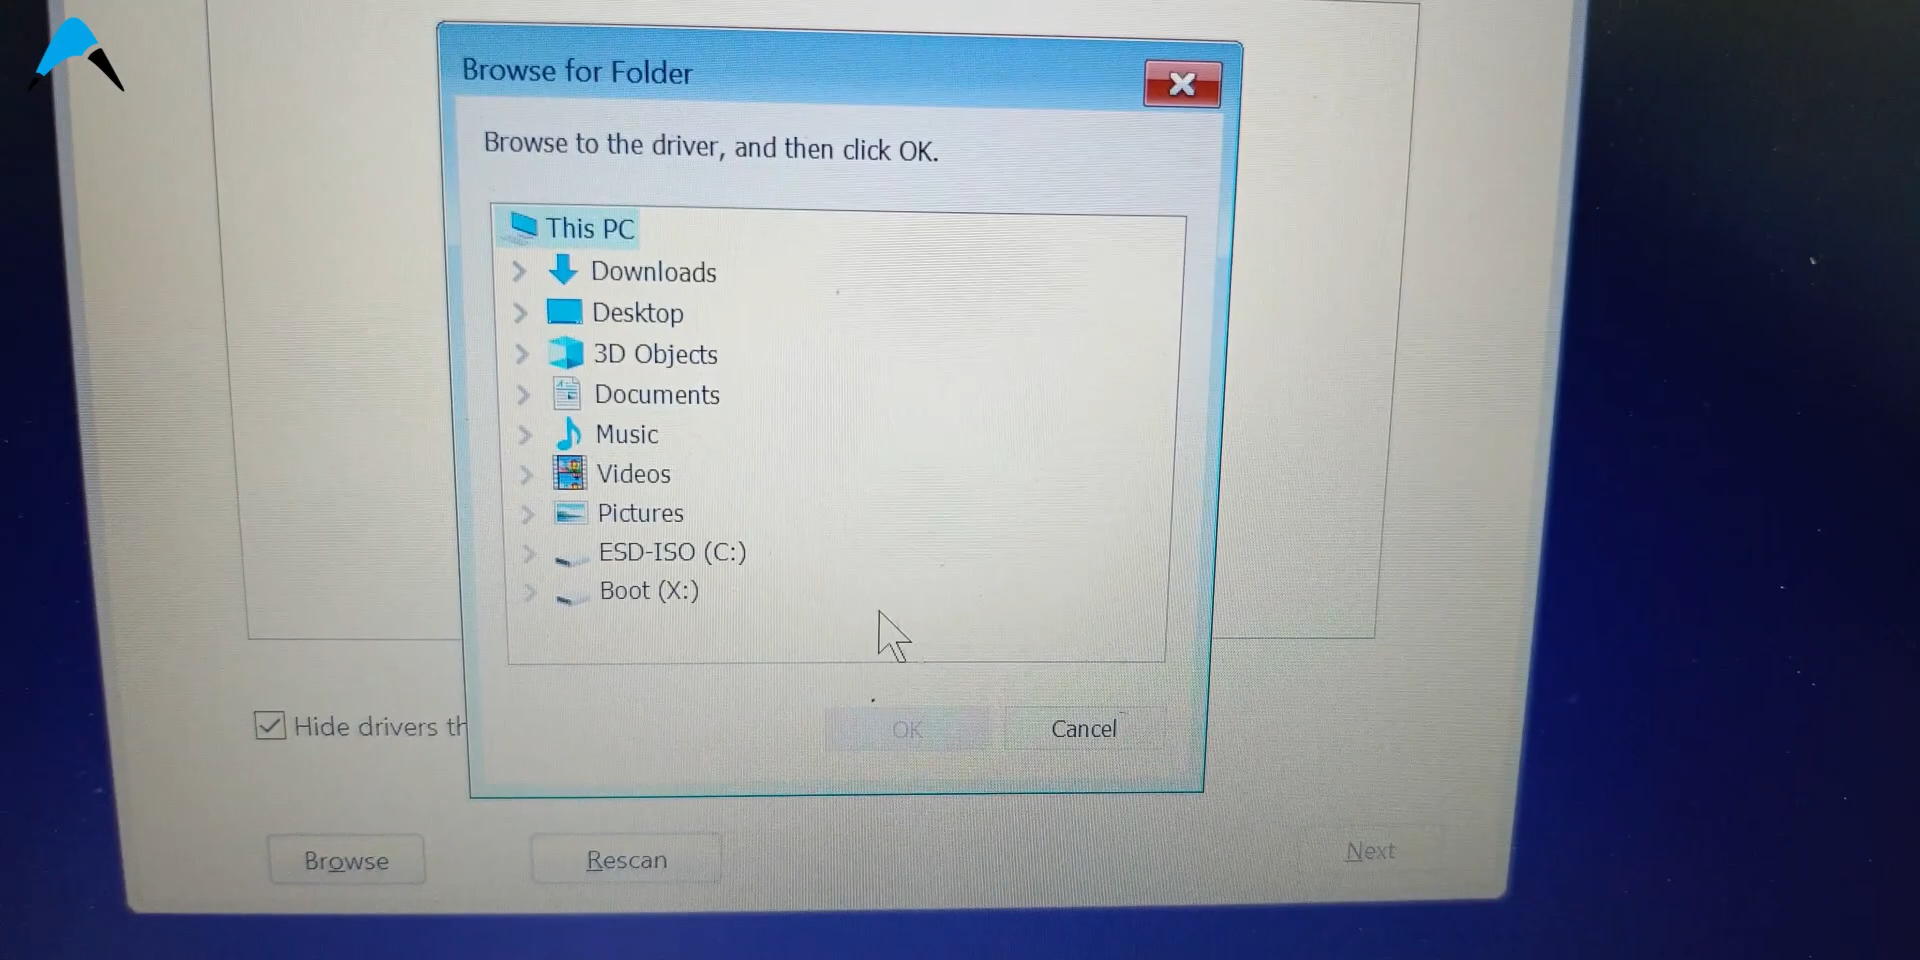 Browse for Folder
Browse to the driver, and then click OK.
This PC
Downloads
Desktop
3D Objects
Documents
Music
Videos
Pictures
ESD-ISO (C:)
Boot (X:)
OK
Cancel
Hide drivers th
Browse
Rescan
Next